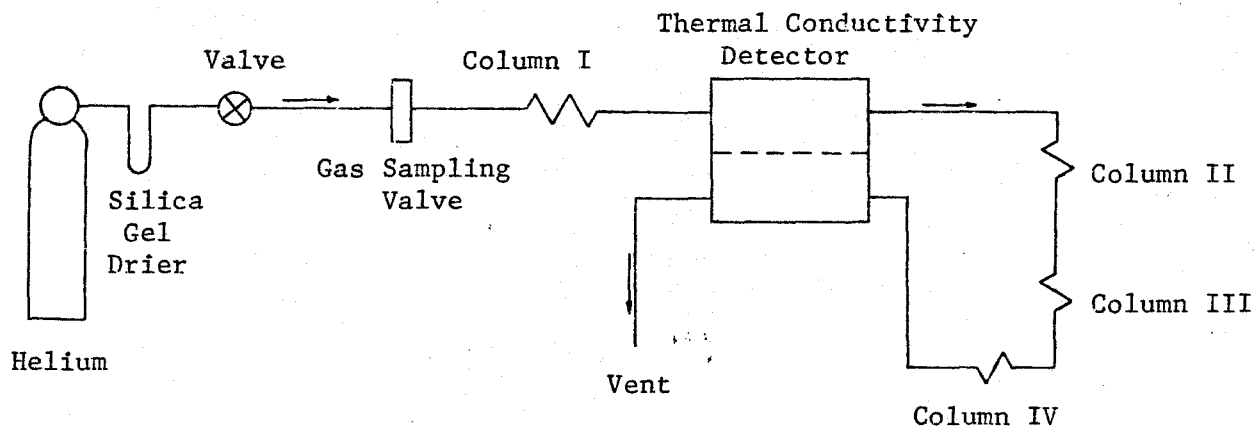 Thermal Conductivity
Detector
Valve
Column I
Gas Sampling
Valve
Silica
Gel
Drier
Column II
Column III
Helium
Vent
Column IV